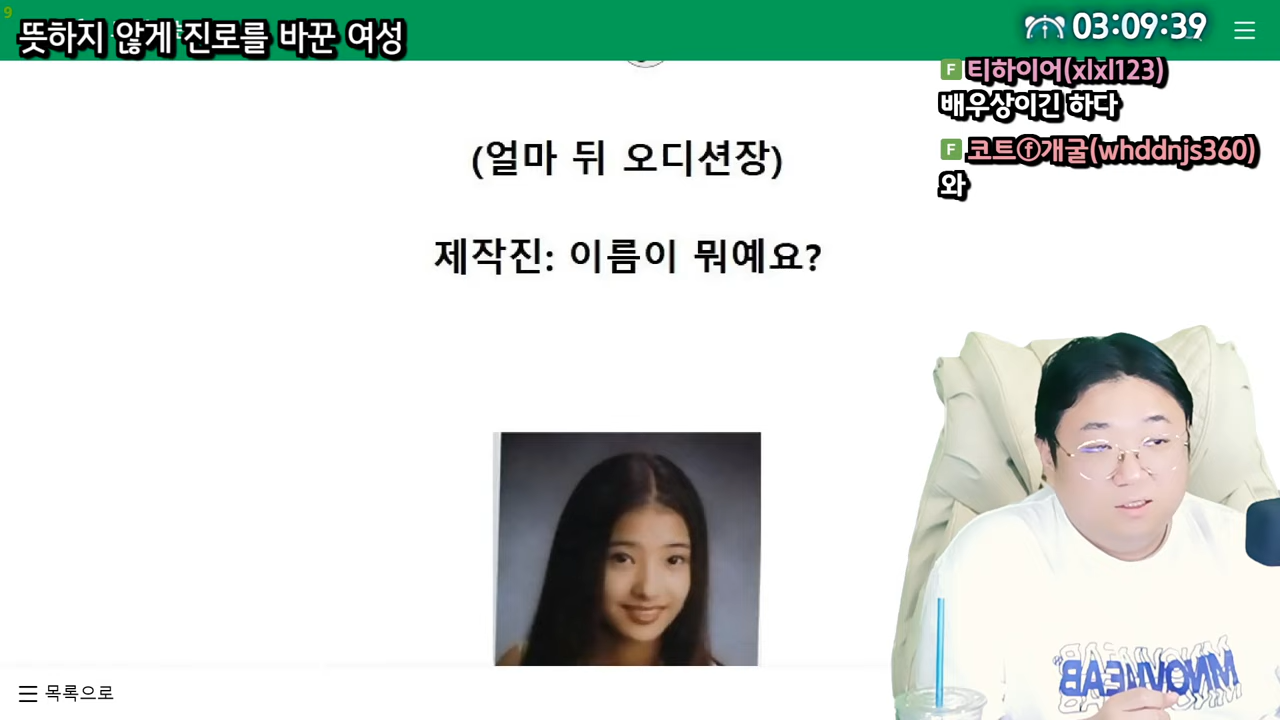 9
뜻하지 않게 진로를 바꾼 여성
03:09:39
F 티하이어(xlxl123)
배우상이긴 하다
F 코트ⓕ개굴(whddnjs360)
와
(얼마 뒤 오디션장)
제작진: 이름이 뭐예요?
목록으로